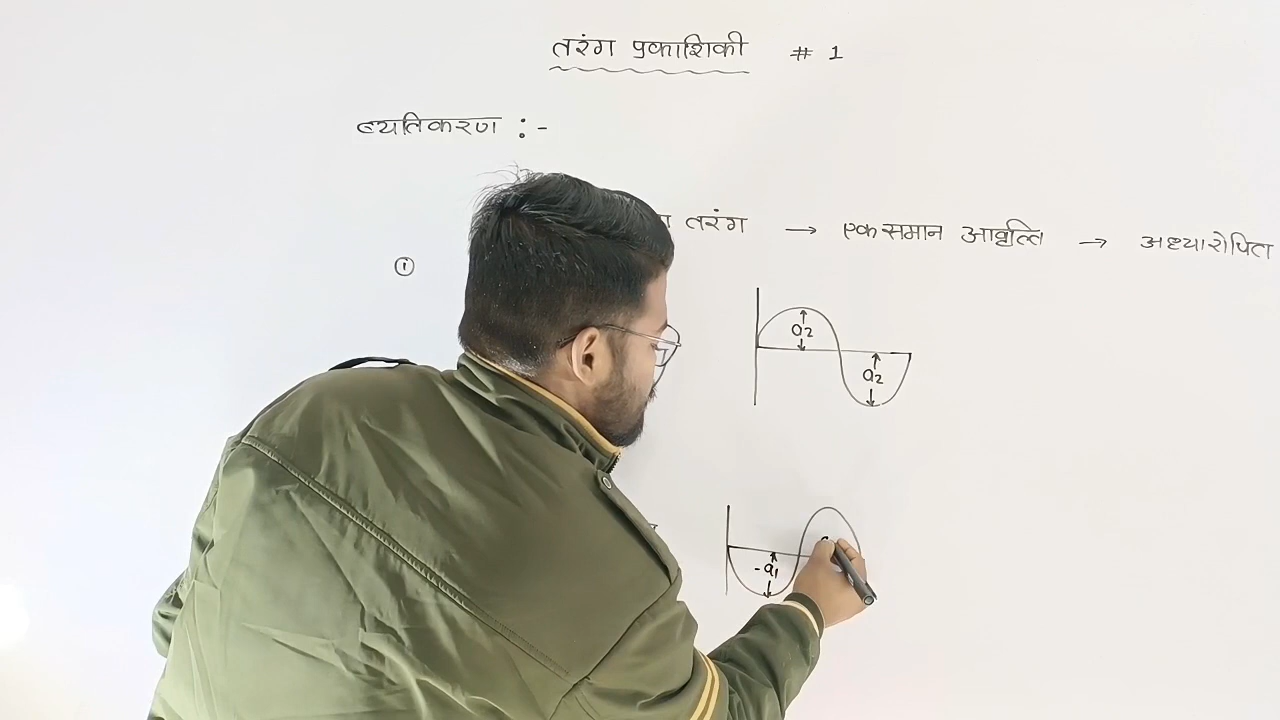 तरंग प्रकाशिकी # 1
व्यतिकरण :-
तरंग → एकसमान आवृत्ति → अध्यारोपित
①
a2
a2
-a1